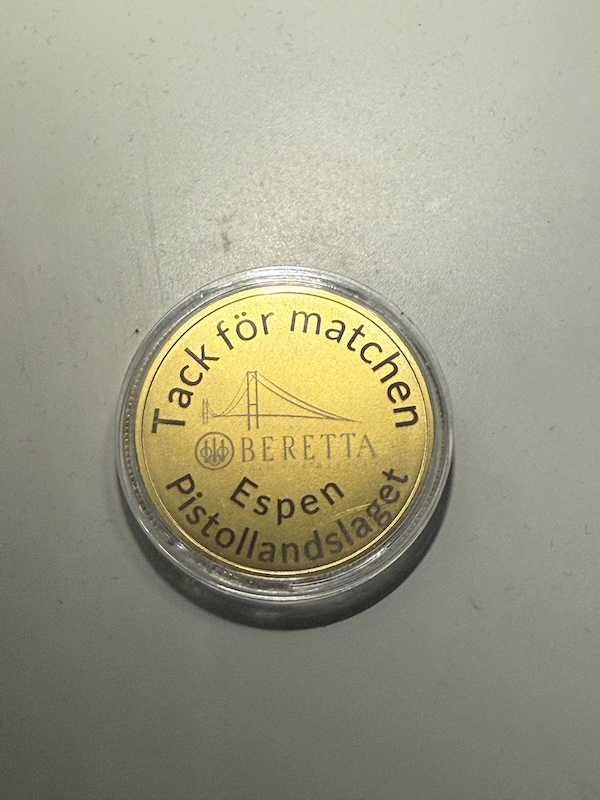 Tack för matchen
BERETTA
Espen
Pistollandslaget